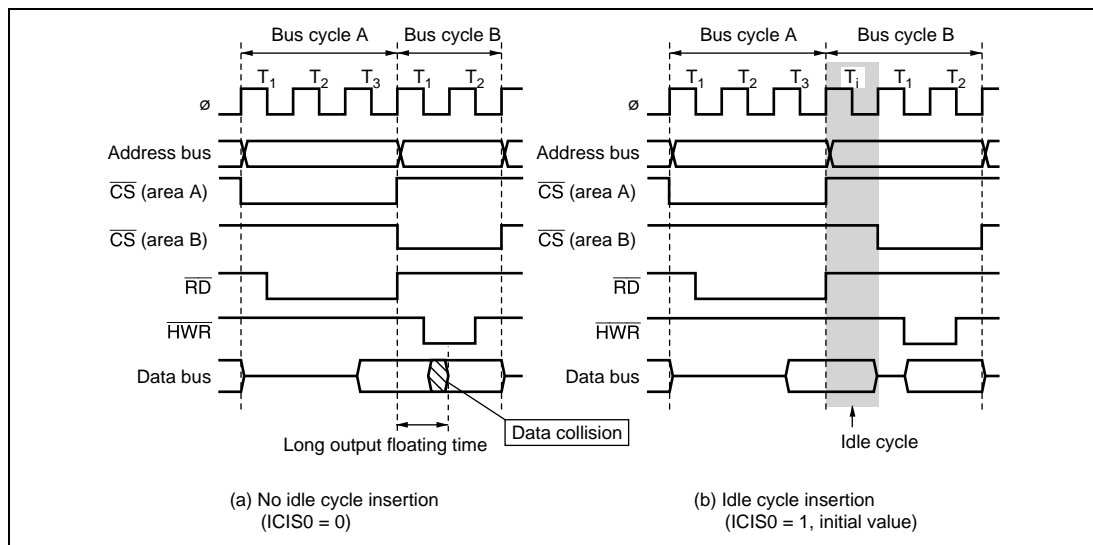 Bus cycle A
Bus cycle B
T1 T2 T3 T1 T2
ø
Address bus
CS (area A)
CS (area B)
RD
HWR
Data bus
Long output floating time
Data collision
(a) No idle cycle insertion
(ICIS0 = 0)
Bus cycle A
Bus cycle B
T1 T2 T3 Ti T1 T2
ø
Address bus
CS (area A)
CS (area B)
RD
HWR
Data bus
Idle cycle
(b) Idle cycle insertion
(ICIS0 = 1, initial value)